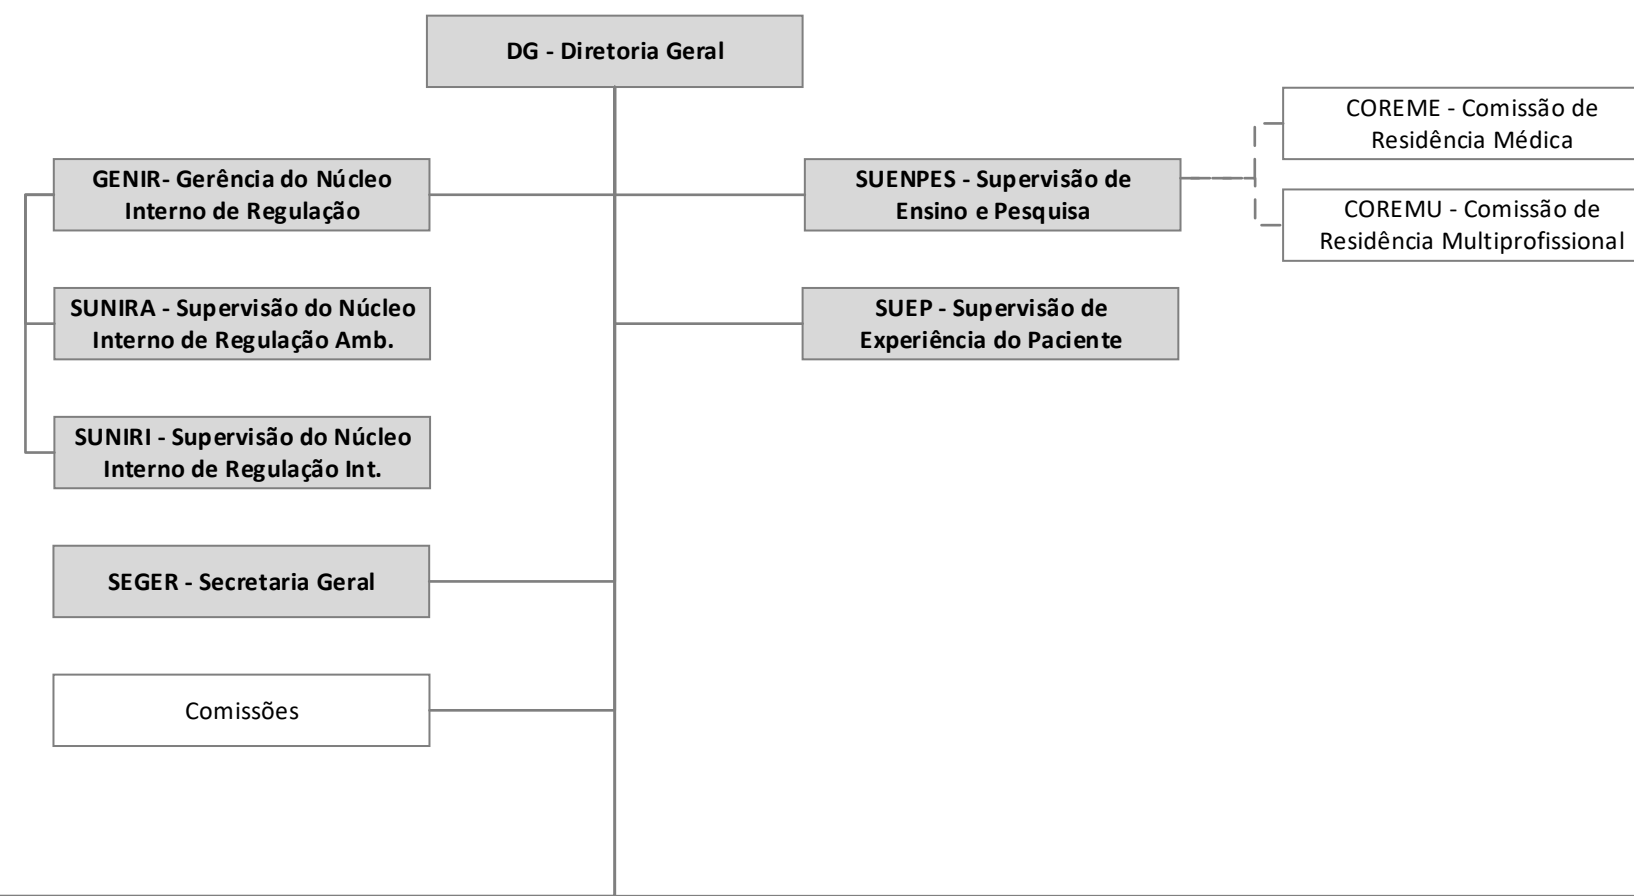 DG - Diretoria Geral
COREME - Comissão de
Residência Médica
GENIR- Gerência do Núcleo
Interno de Regulação
SUENPES - Supervisão de
Ensino e Pesquisa
COREMU - Comissão de
Residência Multiprofissional
SUNIRA - Supervisão do Núcleo
Interno de Regulação Amb.
SUEP - Supervisão de
Experiência do Paciente
SUNIRI - Supervisão do Núcleo
Interno de Regulação Int.
SEGER - Secretaria Geral
Comissões